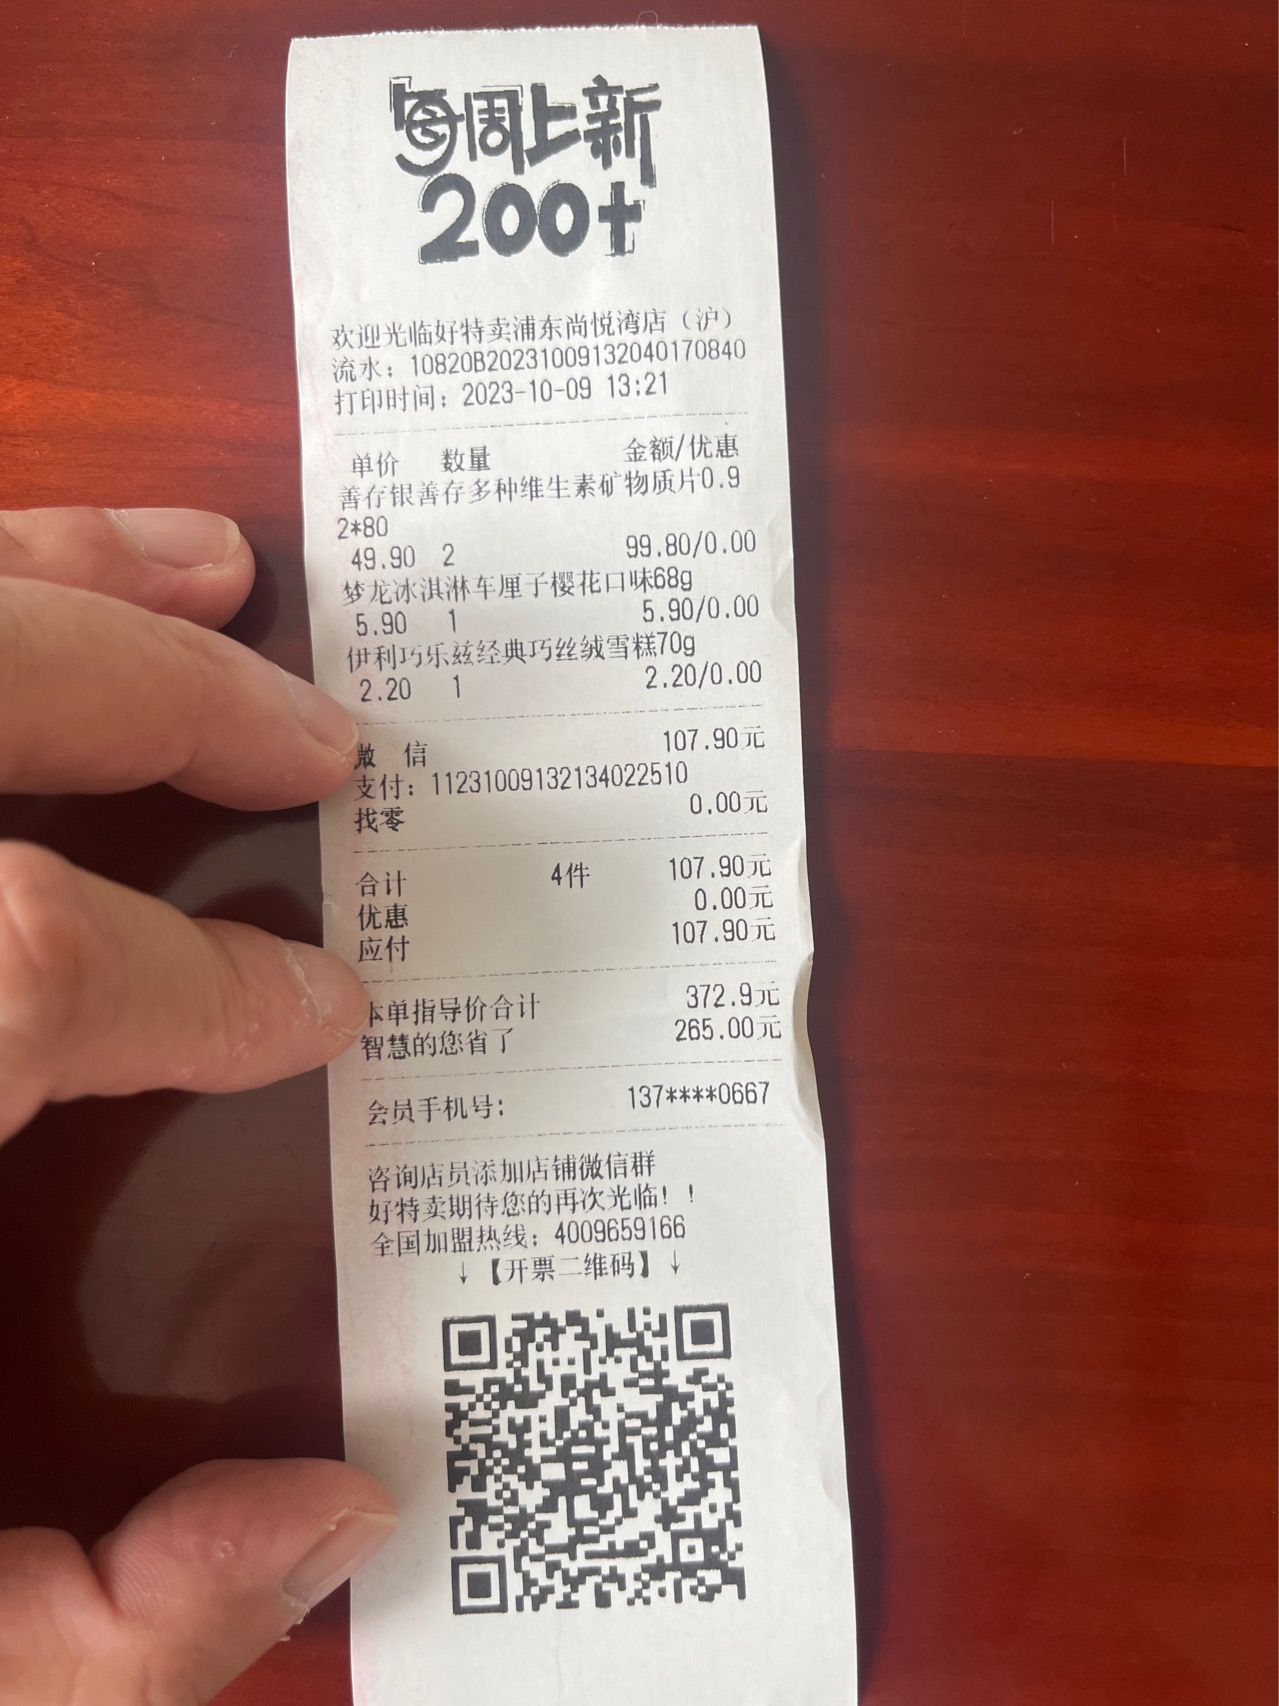 每周上新
200+
欢迎光临好特卖浦东尚悦湾店（沪）
流水：10820B20231009132040170840
打印时间：2023-10-09 13:21
单价 数量 金额/优惠
善存银善存多种维生素矿物质片0.9
2*80
49.90 2 99.80/0.00
梦龙冰淇淋车厘子樱花口味68g
5.90 1 5.90/0.00
伊利巧乐兹经典巧丝绒雪糕70g
2.20 1 2.20/0.00
微 信 107.90元
支付：11231009132134022510
找零 0.00元
合计 4件 107.90元
优惠 0.00元
应付 107.90元
本单指导价合计 372.9元
智慧的您省了 265.00元
会员手机号： 137****0667
咨询店员添加店铺微信群
好特卖期待您的再次光临！！
全国加盟热线：4009659166
↓【开票二维码】↓